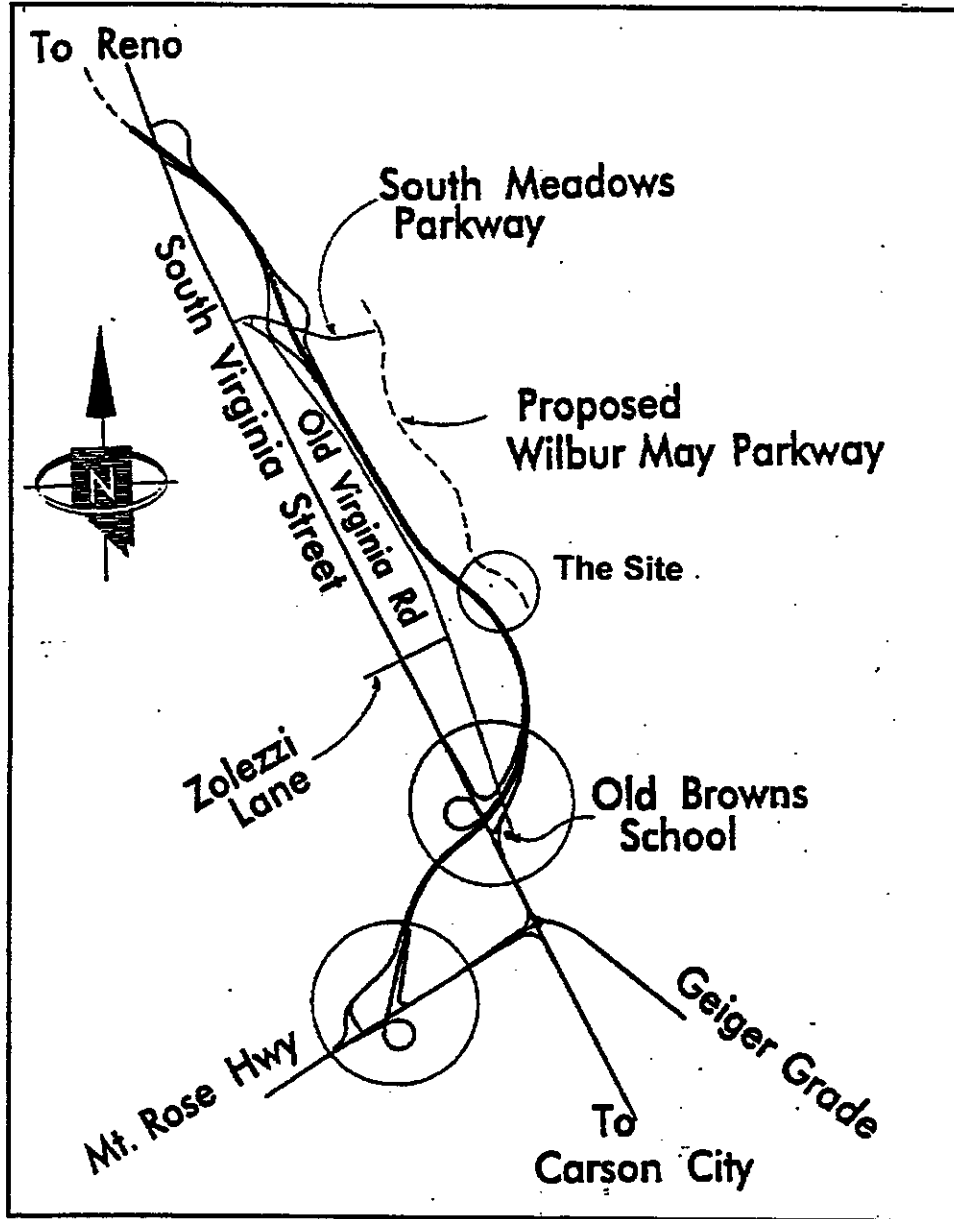 To Reno
South Meadows
Parkway
South Virginia Street
Old Virginia Rd
Proposed
Wilbur May Parkway
N
The Site
Zolezzi
Lane
Old Browns
School
Mt. Rose Hwy
Geiger Grade
To
Carson City